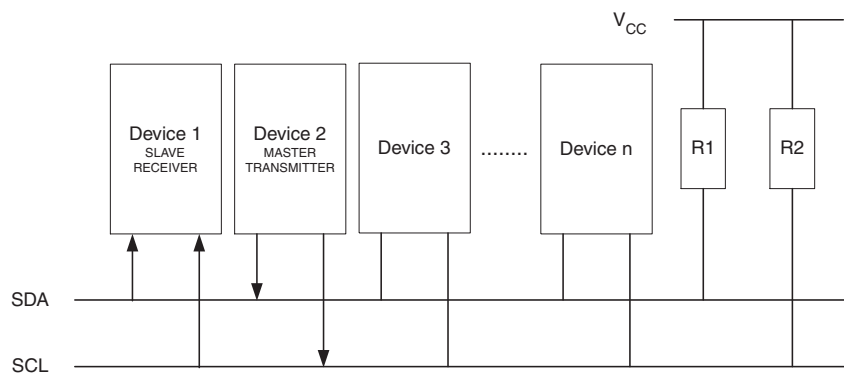 VCC
Device 1
SLAVE
RECEIVER
Device 2
MASTER
TRANSMITTER
Device 3
........
Device n
R1
R2
SDA
SCL